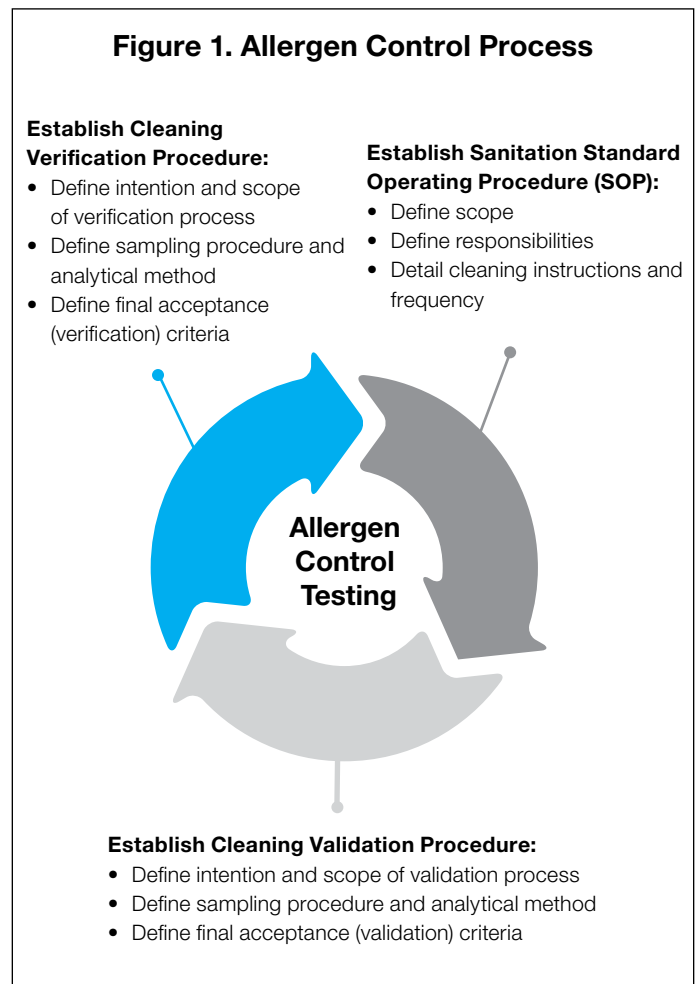 Figure 1. Allergen Control Process
Establish Cleaning
Verification Procedure:
• Define intention and scope
of verification process
• Define sampling procedure and
analytical method
• Define final acceptance
(verification) criteria
Establish Sanitation Standard
Operating Procedure (SOP):
• Define scope
• Define responsibilities
• Detail cleaning instructions and
frequency
Allergen
Control
Testing
Establish Cleaning Validation Procedure:
• Define intention and scope of validation process
• Define sampling procedure and analytical method
• Define final acceptance (validation) criteria